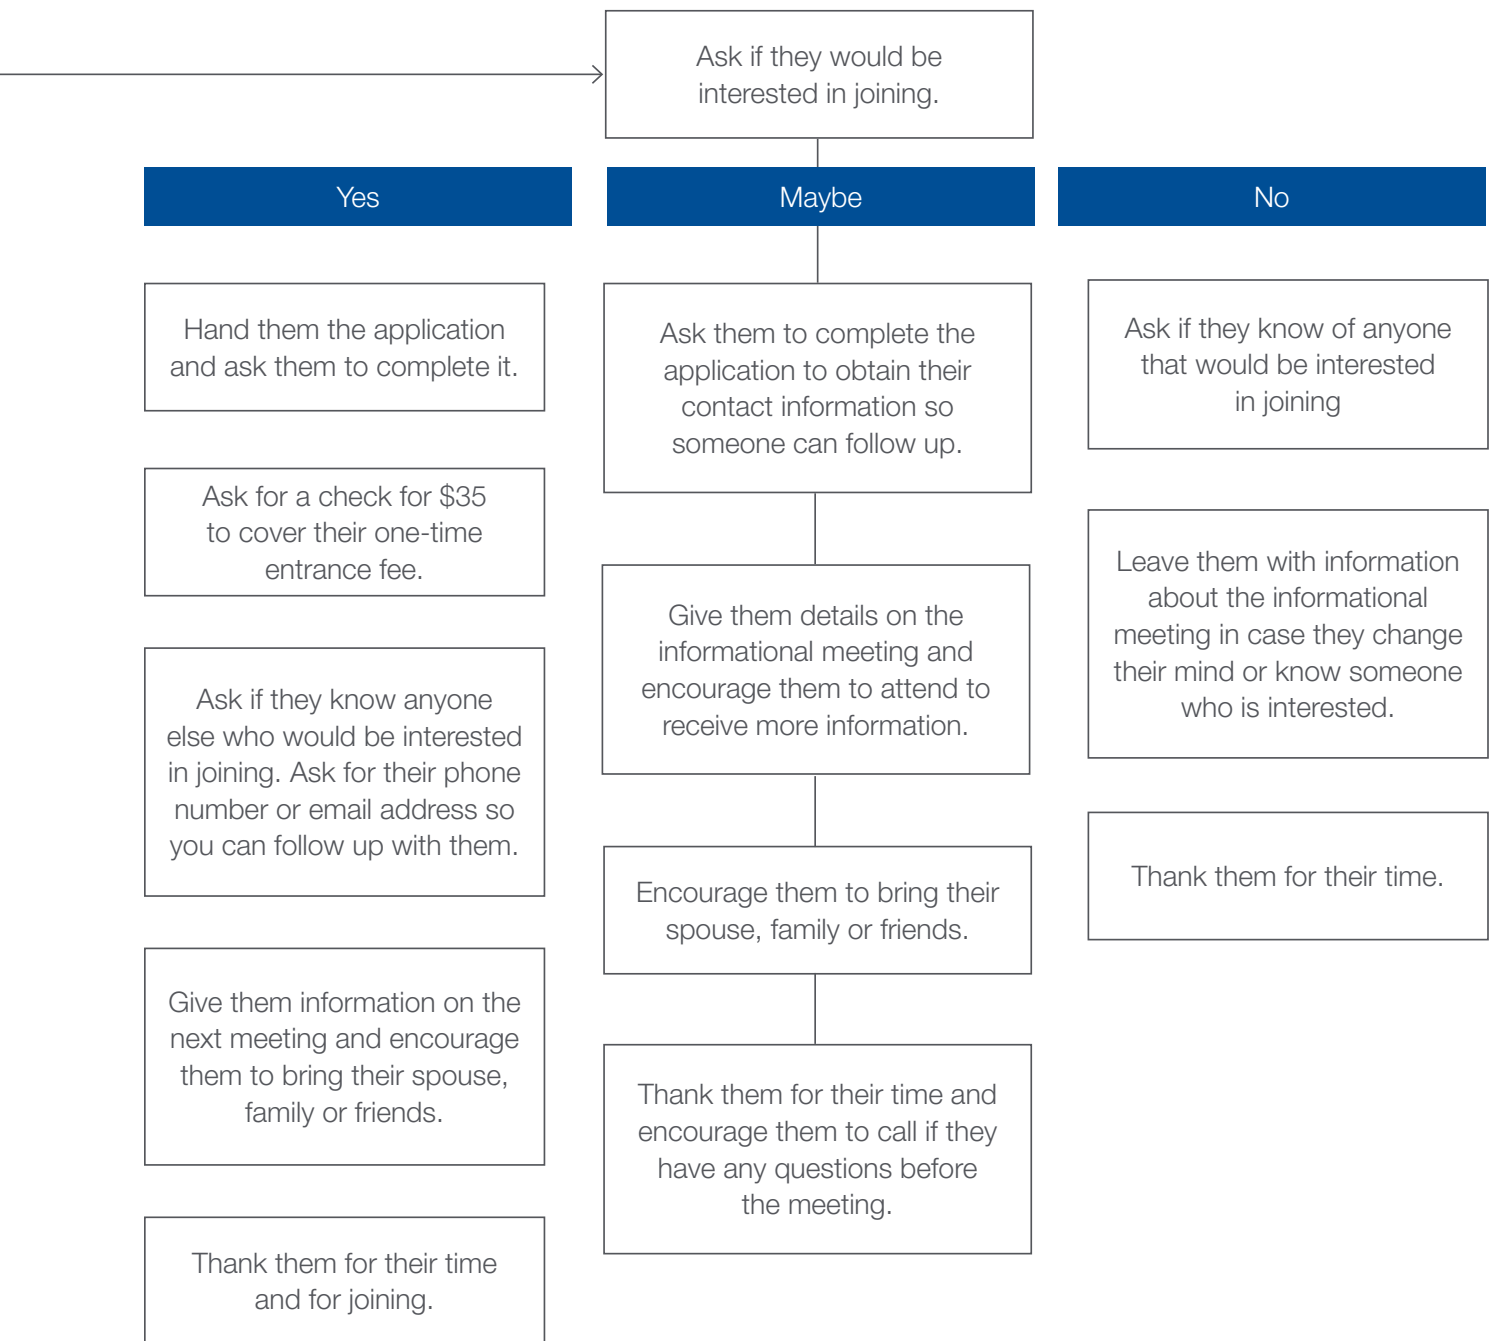 Ask if they would be
interested in joining.
Yes
Hand them the application
and ask them to complete it.
Ask for a check for $35
to cover their one-time
entrance fee.
Ask if they know anyone
else who would be interested
in joining. Ask for their phone
number or email address so
you can follow up with them.
Give them information on the
next meeting and encourage
them to bring their spouse,
family or friends.
Thank them for their time
and for joining.
Maybe
Ask them to complete the
application to obtain their
contact information so
someone can follow up.
Give them details on the
informational meeting and
encourage them to attend to
receive more information.
Encourage them to bring their
spouse, family or friends.
Thank them for their time and
encourage them to call if they
have any questions before
the meeting.
No
Ask if they know of anyone
that would be interested
in joining
Leave them with information
about the informational
meeting in case they change
their mind or know someone
who is interested.
Thank them for their time.